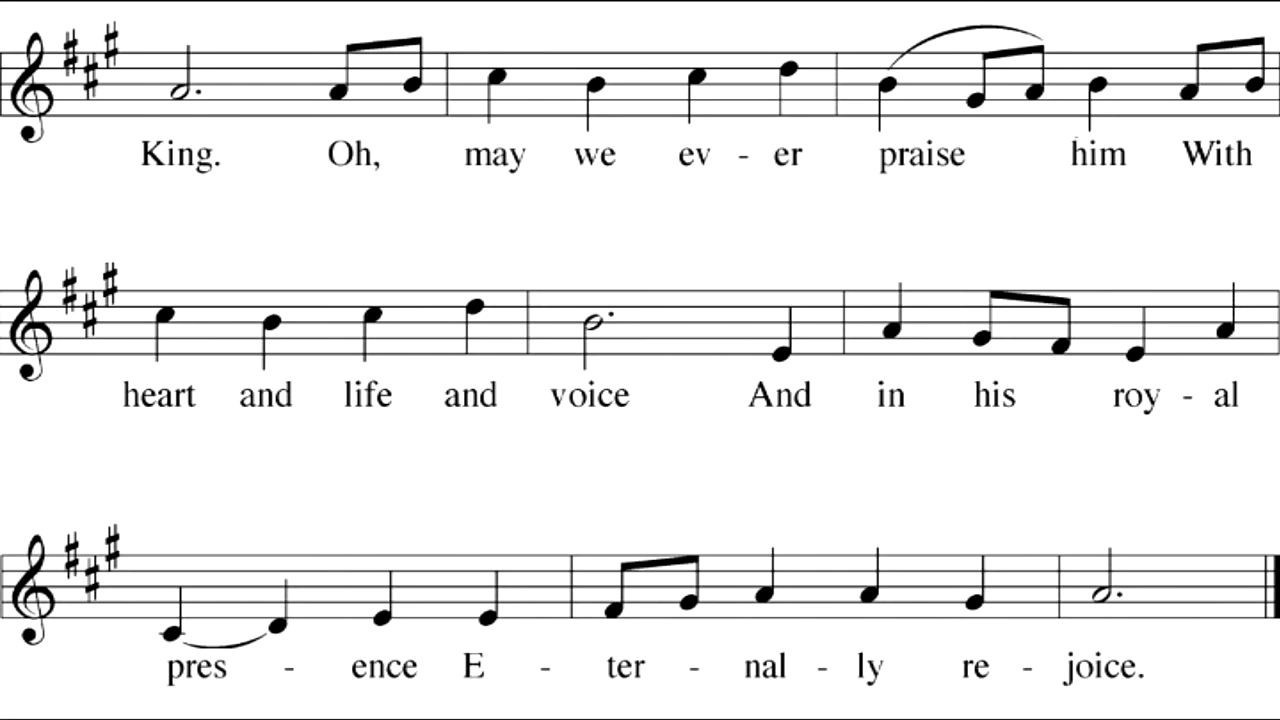 King. Oh, may we ev - er praise him With
heart and life and voice And in his roy - al
pres - ence E - ter - nal - ly re - joice.